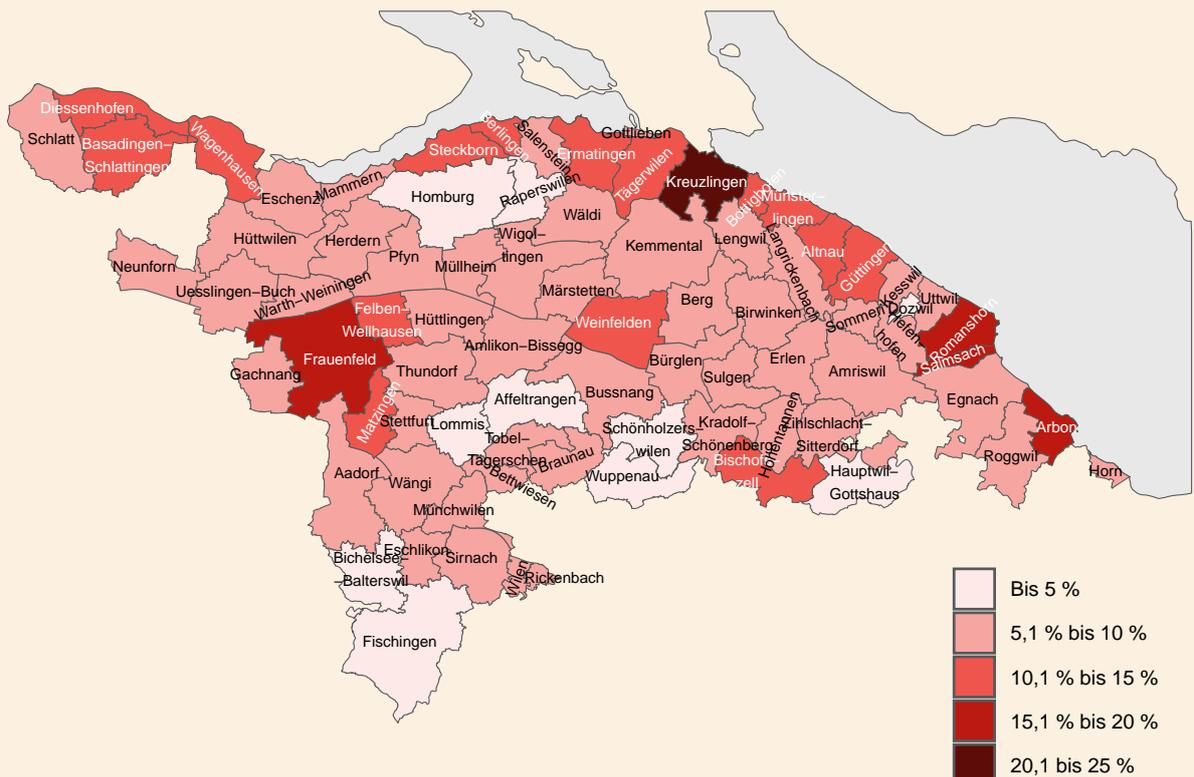 Diessenhofen
Schlatt
Basadingen–
Schlattingen
Wagenhausen
Eschenz
Mammern
Steckborn
Berlingen
Salenstein
Ermatingen
Gottlieben
Tägerwilen
Kreuzlingen
Bottighofen
Münster–
lingen
Homburg
Raperswilen
Wäldi
Kemmental
Lengwil
Langrickenbach
Altnau
Güttingen
Kesswil
Uttwil
Dozwil
Sommeri
Hefen–
hofen
Romanshorn
Salmsach
Neunforn
Hüttwilen
Herdern
Pfyn
Müllheim
Wigol–
tingen
Uesslingen–Buch
Warth–Weiningen
Märstetten
Berg
Birwinken
Felben–
Wellhausen
Hüttlingen
Weinfelden
Frauenfeld
Gachnang
Amlikon–Bissegg
Thundorf
Bürglen
Sulgen
Erlen
Amriswil
Egnach
Matzingen
Stettfurt
Lommis
Affeltrangen
Bussnang
Schönholzers–
wilen
Kradolf–
Schönenberg
Hohentannen
Zihlschlacht–
Sitterdorf
Arbon
Roggwil
Horn
Tobel–
Tägerschen
Braunau
Bettwiesen
Wuppenau
Bischof
zell
Hauptwil–
Gottshaus
Aadorf
Wängi
Münchwilen
Eschlikon
Bichelsee–
–Balterswil
Sirnach
Wilen
Rickenbach
Fischingen
Bis 5 %
5,1 % bis 10 %
10,1 % bis 15 %
15,1 % bis 20 %
20,1 bis 25 %